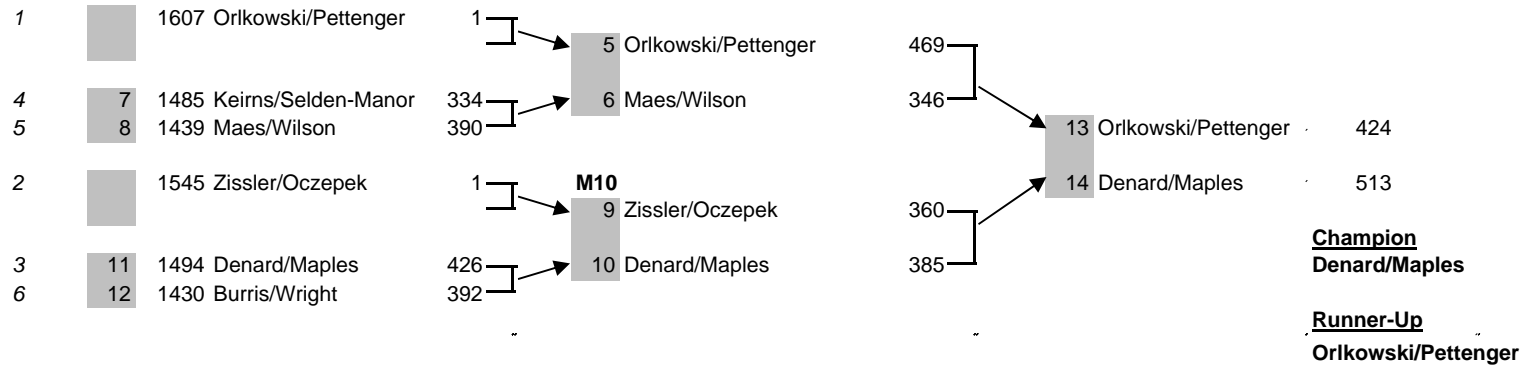 1 1607 Orlkowski/Pettenger 1
5 Orlkowski/Pettenger 469
4 7 1485 Keirns/Selden-Manor 334 6 Maes/Wilson 346
5 8 1439 Maes/Wilson 390 13 Orlkowski/Pettenger 424
2 1545 Zissler/Oczepek 1 M10 14 Denard/Maples 513
9 Zissler/Oczepek 360
Champion
3 11 1494 Denard/Maples 426 10 Denard/Maples 385 Denard/Maples
6 12 1430 Burris/Wright 392
Runner-Up
Orlkowski/Pettenger